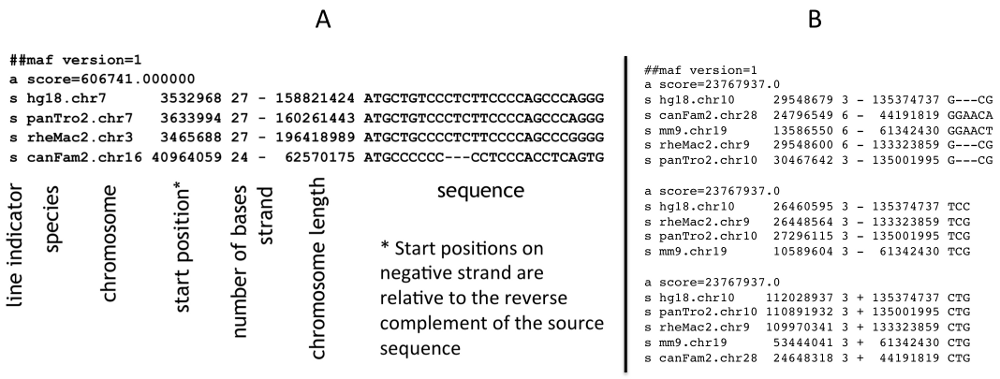 A
##maf version=1
a score=606741.000000
s hg18.chr7 3532968 27 - 158821424 ATGCTGTCCCTCTTCCCCAGCCCAGGG
s panTro2.chr7 3633994 27 - 160261443 ATGCTGTCCCTCTTCCCCAGCCCAGGG
s rheMac2.chr3 3465688 27 - 196418989 ATGCTGCCCCTCTTCCCCAGCCCGGGG
s canFam2.chr16 40964059 24 - 62570175 ATGCCCCCC---CCTCCCACCTCAGTG
line indicator
species
chromosome
start position*
number of bases
strand
chromosome length
sequence
* Start positions on
negative strand are
relative to the reverse
complement of the source
sequence
B
##maf version=1
a score=23767937.0
s hg18.chr10 29548679 3 - 135374737 G---CG
s canFam2.chr28 24796549 6 - 44191819 GGAACA
s mm9.chr19 13586550 6 - 61342430 GGAACT
s rheMac2.chr9 29548600 6 - 133323859 G---CG
s panTro2.chr10 30467642 3 - 135001995 G---CG
a score=23767937.0
s hg18.chr10 26460595 3 - 135374737 TCC
s rheMac2.chr9 26448564 3 - 133323859 TCG
s panTro2.chr10 27296115 3 - 135001995 TCG
s mm9.chr19 10589604 3 - 61342430 TCG
a score=23767937.0
s hg18.chr10 112028937 3 + 135374737 CTG
s panTro2.chr10 110891932 3 + 135001995 CTG
s rheMac2.chr9 109970341 3 + 133323859 CTG
s mm9.chr19 53444041 3 + 61342430 CTG
s canFam2.chr28 24648318 3 + 44191819 CTG